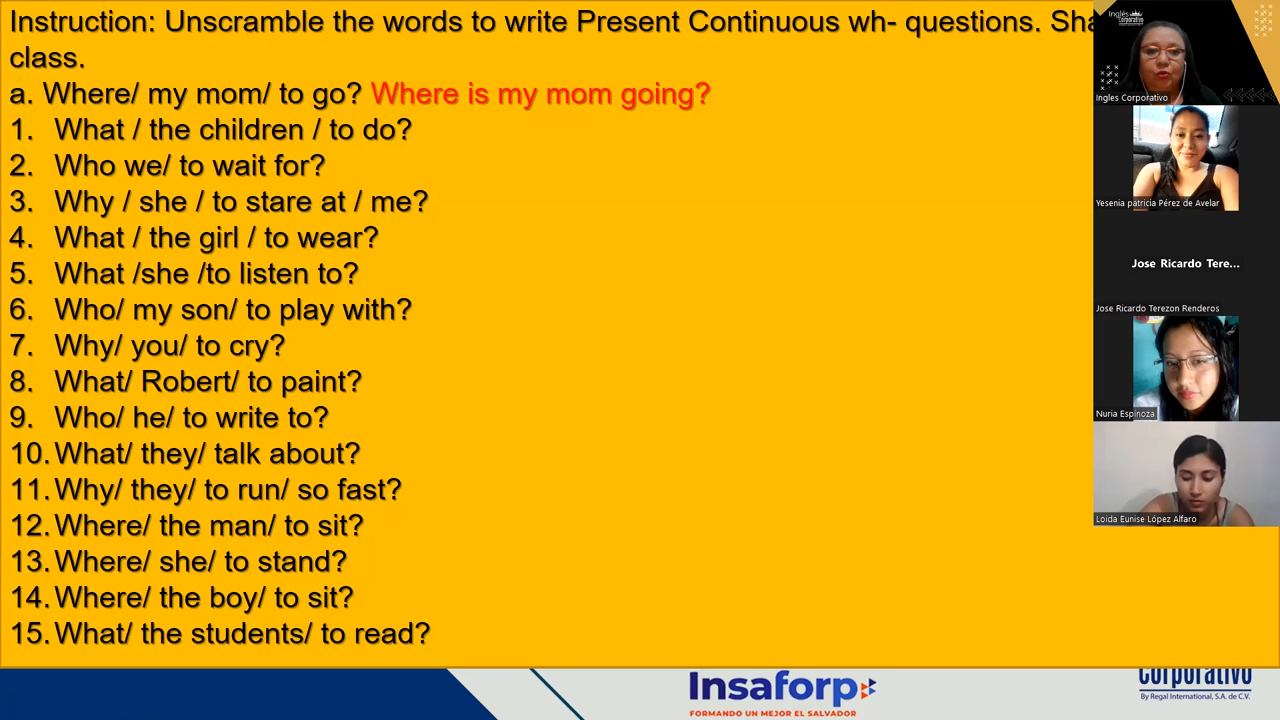 Instruction: Unscramble the words to write Present Continuous wh- questions. Sha
class.
a. Where/ my mom/ to go? Where is my mom going?
1. What / the children / to do?
2. Who we/ to wait for?
3. Why / she / to stare at / me?
4. What / the girl / to wear?
5. What /she /to listen to?
6. Who/ my son/ to play with?
7. Why/ you/ to cry?
8. What/ Robert/ to paint?
9. Who/ he/ to write to?
10. What/ they/ talk about?
11. Why/ they/ to run/ so fast?
12. Where/ the man/ to sit?
13. Where/ she/ to stand?
14. Where/ the boy/ to sit?
15. What/ the students/ to read?
Inglés
Corporativo
Ingles Corporativo
Yesenia patricia Pérez de Avelar
Jose Ricardo Tere...
Jose Ricardo Terezon Renderos
Nuria Espinoza
Loida Eunise López Alfaro
Insaforp
FORMANDO UN MEJOR EL SALVADOR
Corporativo
By Regal International, S.A. de C.V.